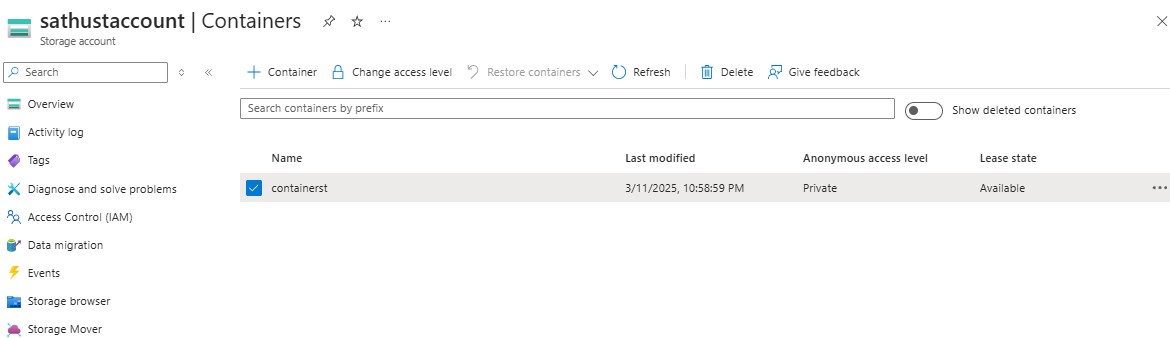 sathustaccount | Containers
Storage account
Search
+ Container Change access level Restore containers Refresh Delete Give feedback
Search containers by prefix
Show deleted containers
Overview
Activity log
Tags
Diagnose and solve problems
Access Control (IAM)
Data migration
Events
Storage browser
Storage Mover
Name Last modified Anonymous access level Lease state
containerst 3/11/2025, 10:58:59 PM Private Available